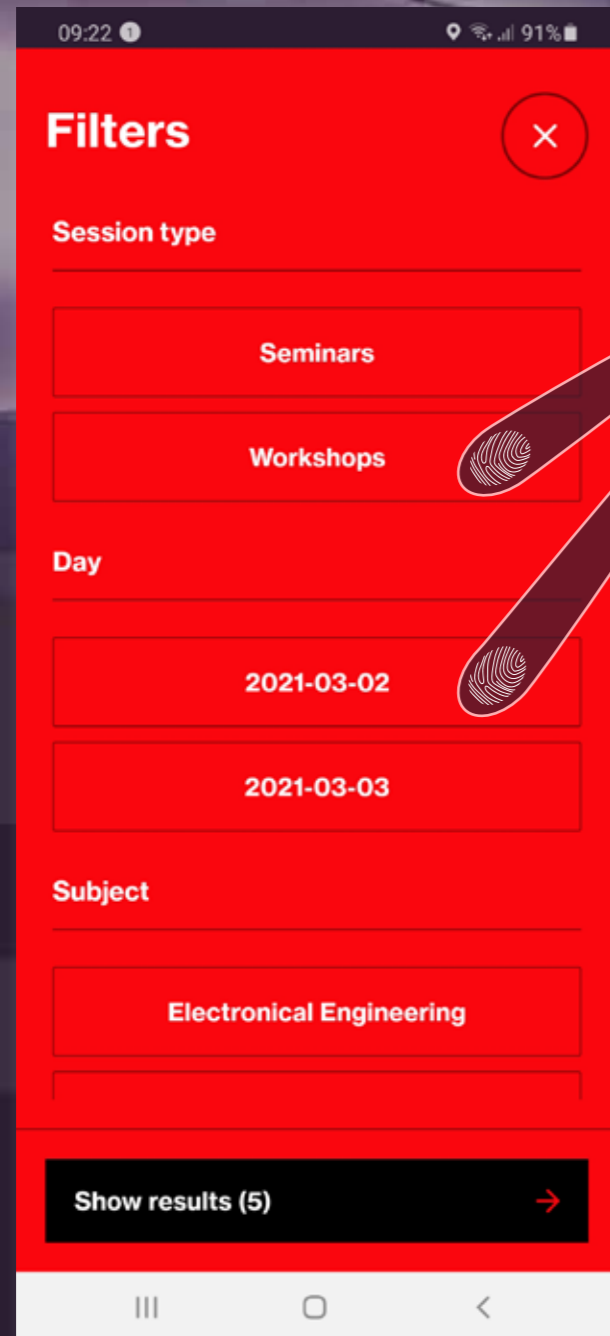 09:22 1
91%
Filters
Session type
Seminars
Workshops
Day
2021-03-02
2021-03-03
Subject
Electronical Engineering
Show results (5)